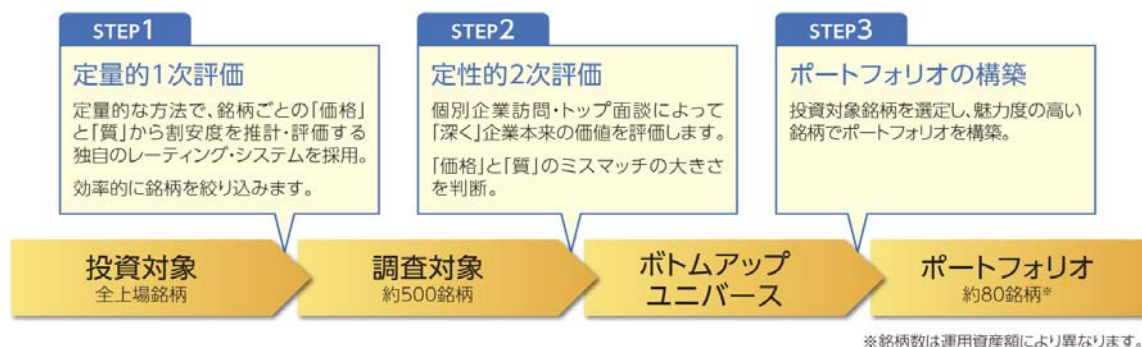 STEP1
定量的1次評価
定量的な方法で、銘柄ごとの「価格」
と「質」から割安度を推計・評価する
独自のレーティング・システムを採用。
効率的に銘柄を絞り込みます。
STEP2
定性的2次評価
個別企業訪問・トップ面談によって
「深く」企業本来の価値を評価します。
「価格」と「質」のミスマッチの大きさ
を判断。
STEP3
ポートフォリオの構築
投資対象銘柄を選定し、魅力度の高い
銘柄でポートフォリオを構築。
投資対象
全上場銘柄
調査対象
約500銘柄
ボトムアップ
ユニバース
ポートフォリオ
約80銘柄※
※銘柄数は運用資産額により異なります。